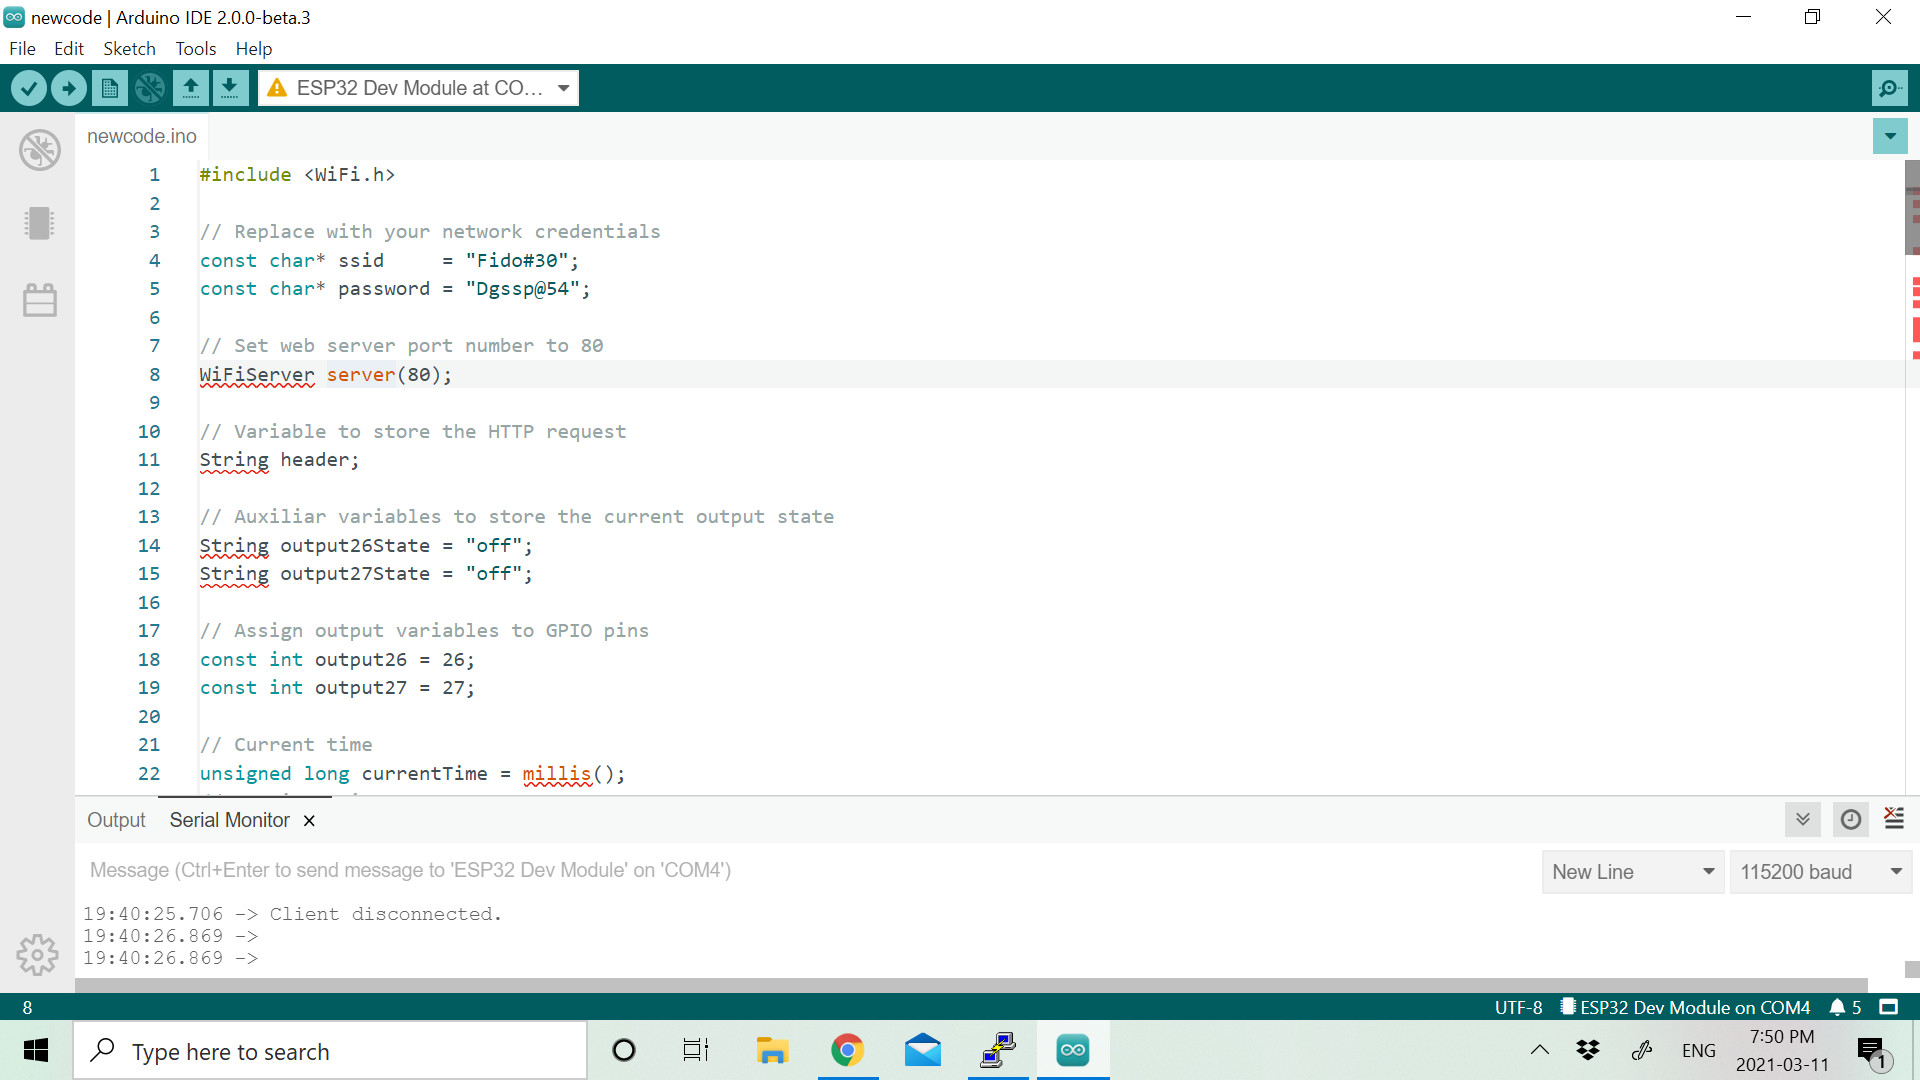 newcode | Arduino IDE 2.0.0-beta.3
File Edit Sketch Tools Help
ESP32 Dev Module at CO...
newcode.ino
1 #include <WiFi.h>
2
3 // Replace with your network credentials
4 const char* ssid     = "Fido#30";
5 const char* password = "Dgssp@54";
6
7 // Set web server port number to 80
8 WiFiServer server(80);
9
10 // Variable to store the HTTP request
11 String header;
12
13 // Auxiliar variables to store the current output state
14 String output26State = "off";
15 String output27State = "off";
16
17 // Assign output variables to GPIO pins
18 const int output26 = 26;
19 const int output27 = 27;
20
21 // Current time
22 unsigned long currentTime = millis();
Output Serial Monitor
Message (Ctrl+Enter to send message to 'ESP32 Dev Module' on 'COM4')
New Line 115200 baud
19:40:25.706 -> Client disconnected.
19:40:26.869 ->
19:40:26.869 ->
8 UTF-8 ESP32 Dev Module on COM4 5
Type here to search
ENG
7:50 PM
2021-03-11
1